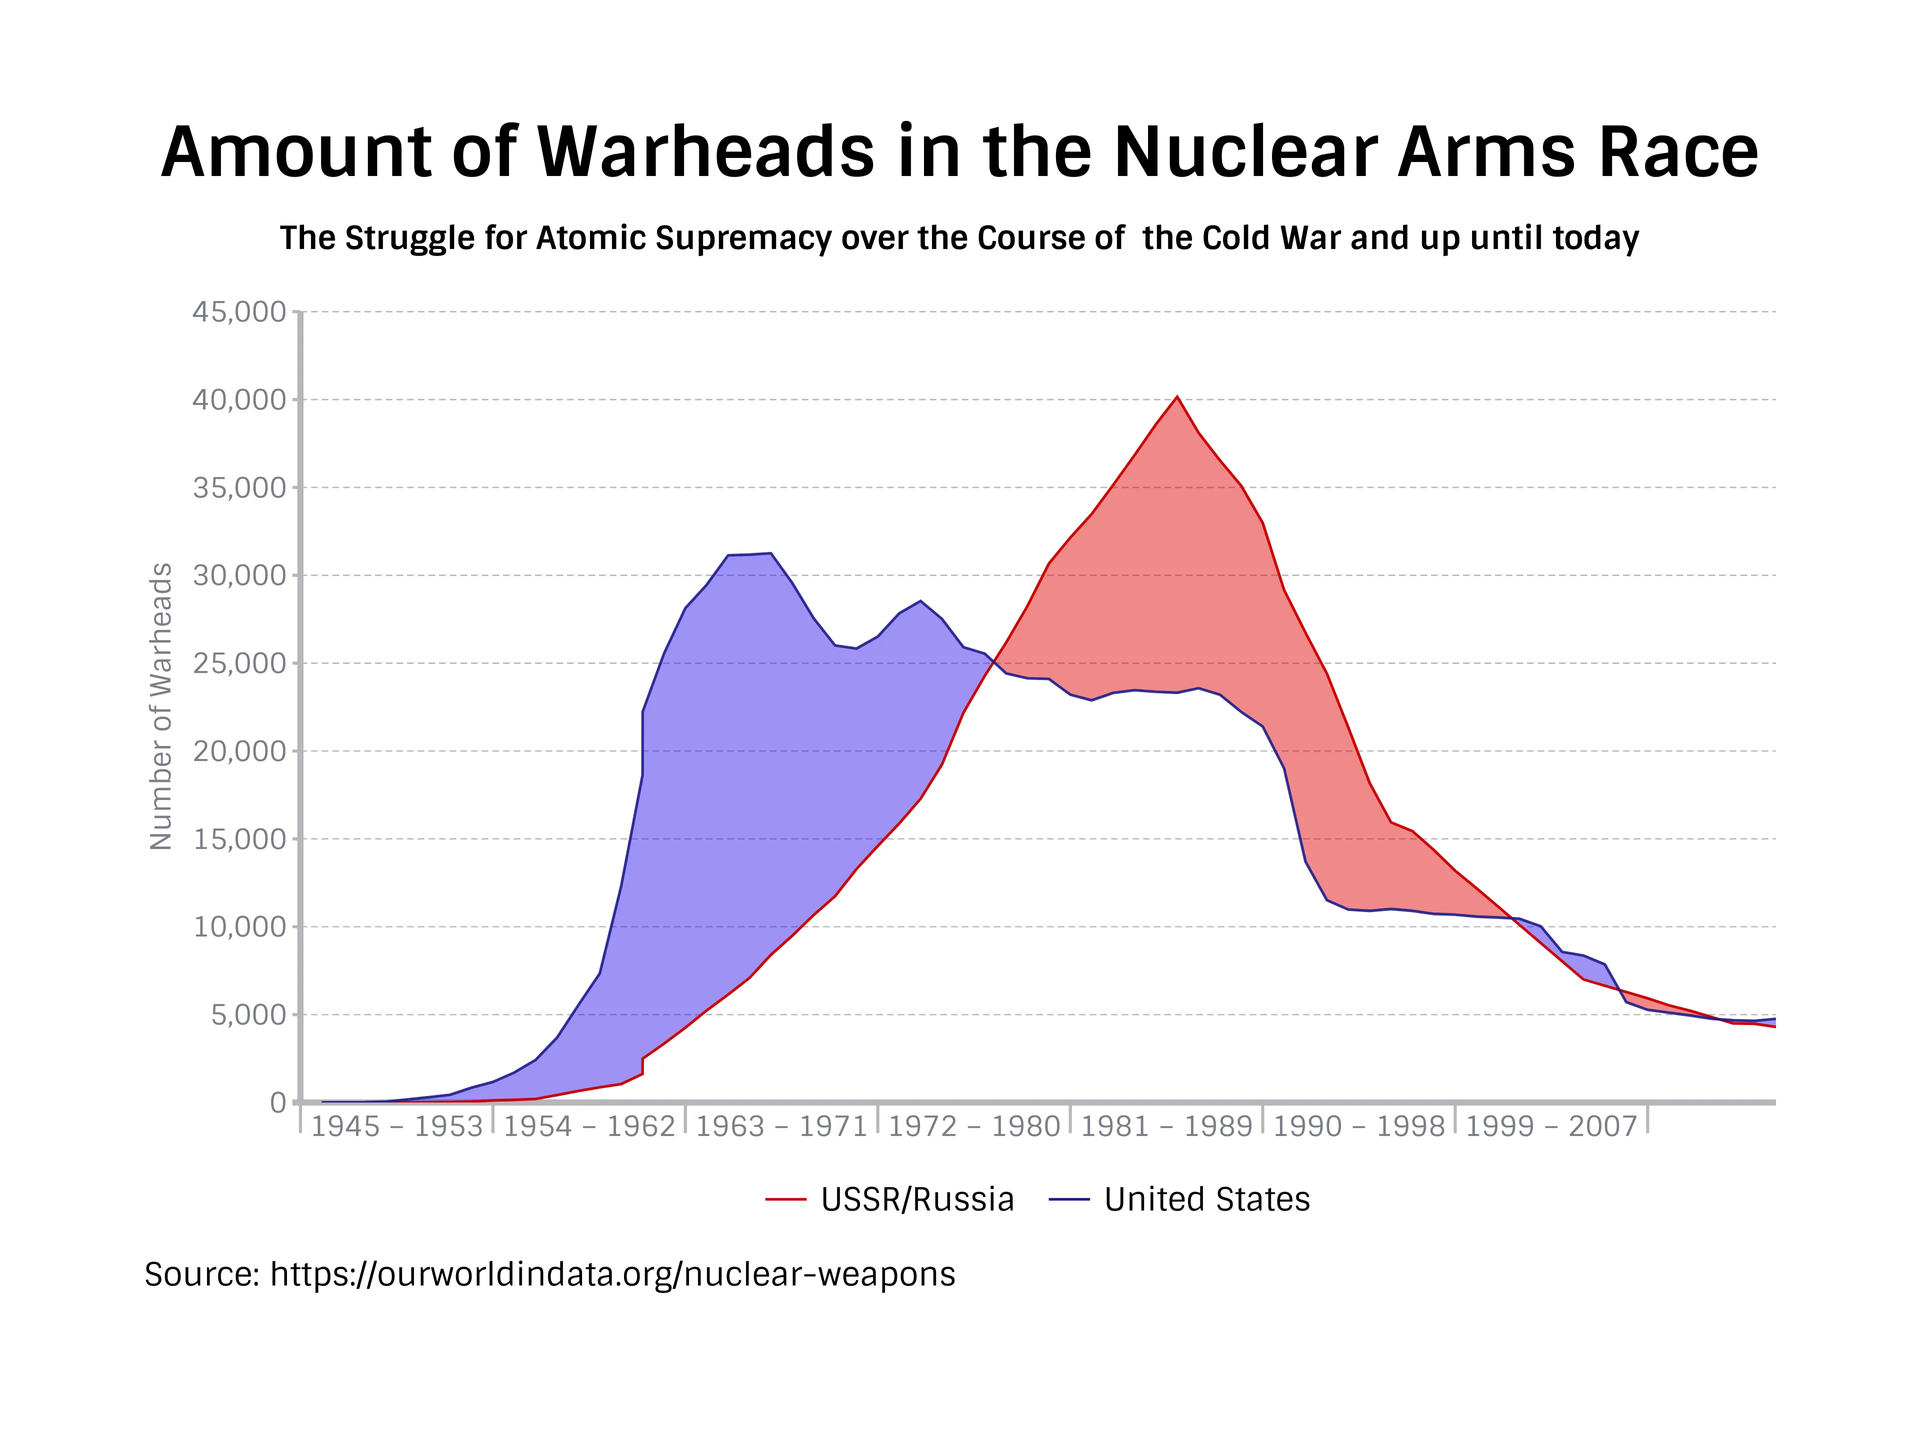 Amount of Warheads in the Nuclear Arms Race
The Struggle for Atomic Supremacy over the Course of  the Cold War and up until today
45,000
40,000
35,000
30,000
25,000
20,000
15,000
10,000
5,000
0
Number of Warheads
1945 – 1953
1954 – 1962
1963 – 1971
1972 – 1980
1981 – 1989
1990 – 1998
1999 – 2007
USSR/Russia
United States
Source: https://ourworldindata.org/nuclear-weapons